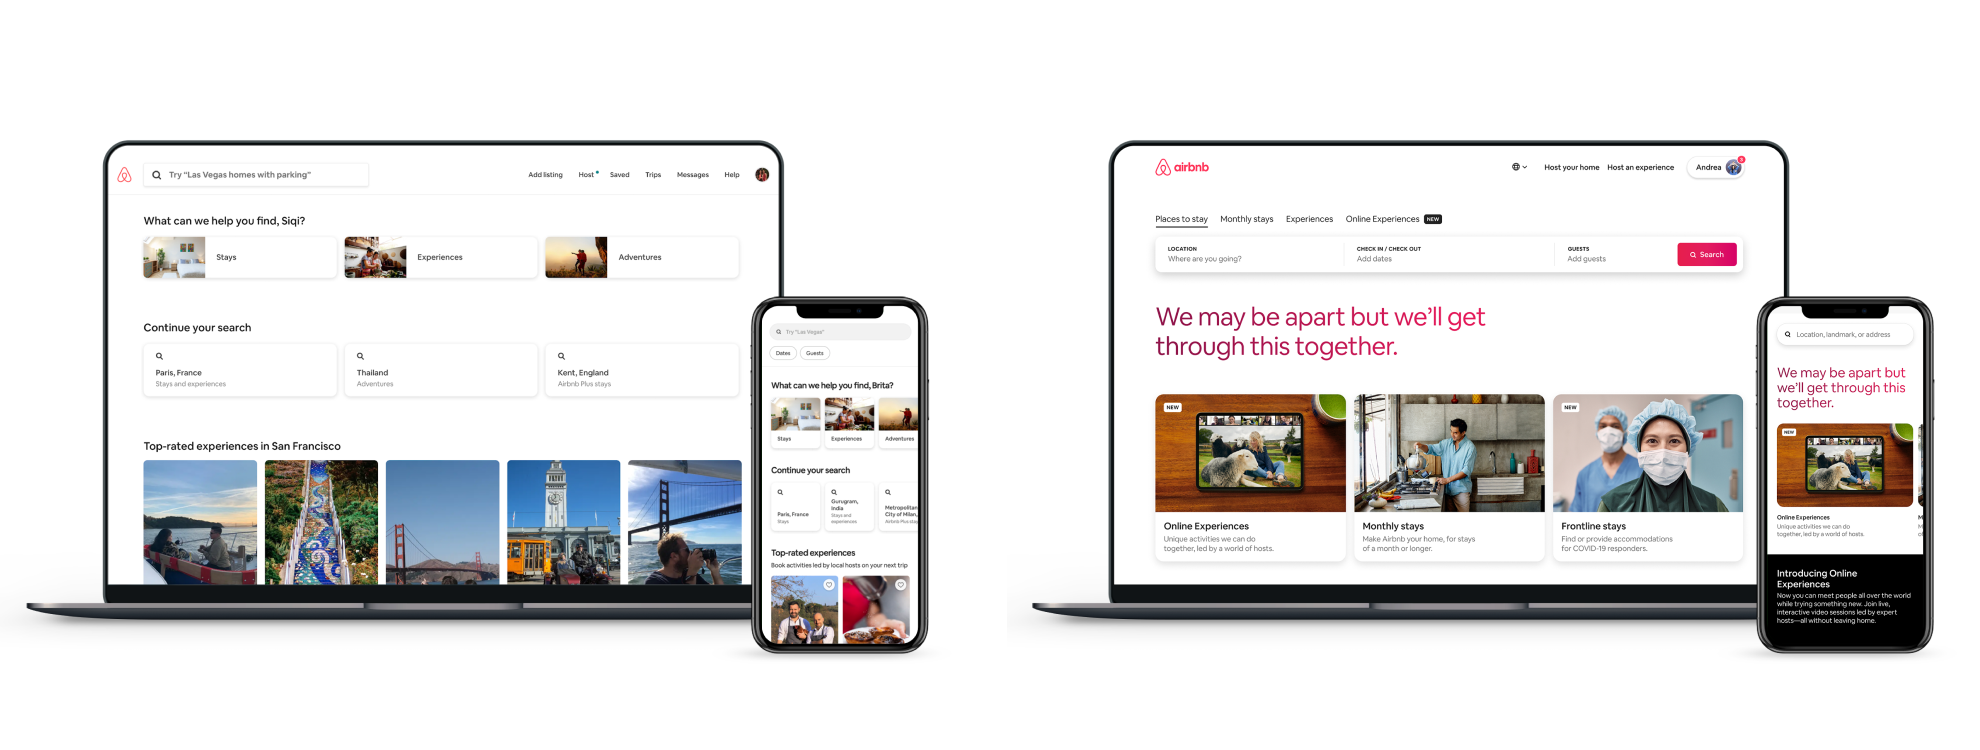 Try "Las Vegas homes with parking"
Add listing
Host
Saved
Trips
Messages
Help
What can we help you find, Siqi?
Stays
Experiences
Adventures
Continue your search
Paris, France
Stays and experiences
Thailand
Adventures
Kent, England
Airbnb Plus stays
Top-rated experiences in San Francisco
Try "Las Vegas"
Dates
Guests
What can we help you find, Brita?
Stays
Experiences
Adventures
Continue your search
Paris, France
Stays
Gurugram,
India
Stays and
experiences
Metropolitan
City of Milan,
Airbnb Plus stay
Top-rated experiences
Book activities led by local hosts on your next trip
airbnb
Host your home
Host an experience
Andrea
3
Places to stay
Monthly stays
Experiences
Online Experiences
NEW
LOCATION
Where are you going?
CHECK IN / CHECK OUT
Add dates
GUESTS
Add guests
Search
We may be apart but we'll get
through this together.
NEW
Online Experiences
Unique activities we can do
together, led by a world of hosts.
Monthly stays
Make Airbnb your home, for stays
of a month or longer.
NEW
Frontline stays
Find or provide accommodations
for COVID-19 responders.
Location, landmark, or address
We may be apart but
we'll get through this
together.
NEW
Online Experiences
Unique activities we can do
together, led by a world of hosts.
Introducing Online
Experiences
Now you can meet people all over the world
while trying something new. Join live,
interactive video sessions led by expert
hosts—all without leaving home.